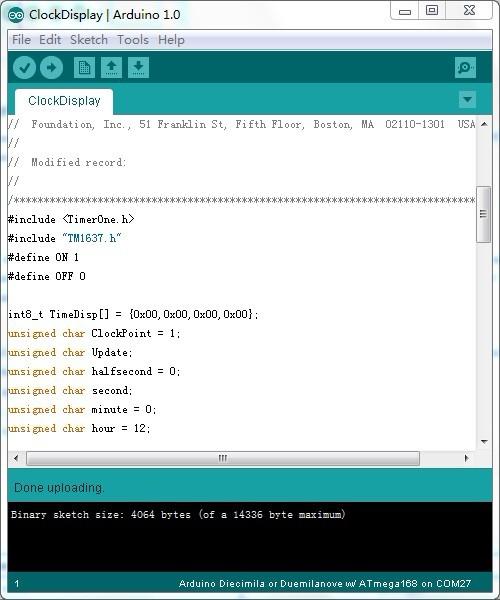 ClockDisplay | Arduino 1.0
File Edit Sketch Tools Help
ClockDisplay
//  Foundation, Inc., 51 Franklin St, Fifth Floor, Boston, MA  02110-1301  USA
//
//  Modified record:
//
/*******************************************************************************
#include <TimerOne.h>
#include "TM1637.h"
#define ON 1
#define OFF 0
int8_t TimeDisp[] = {0x00,0x00,0x00,0x00};
unsigned char ClockPoint = 1;
unsigned char Update;
unsigned char halfsecond = 0;
unsigned char second;
unsigned char minute = 0;
unsigned char hour = 12;
Done uploading.
Binary sketch size: 4064 bytes (of a 14336 byte maximum)
1
Arduino Diecimila or Duemilanove w/ ATmega168 on COM27